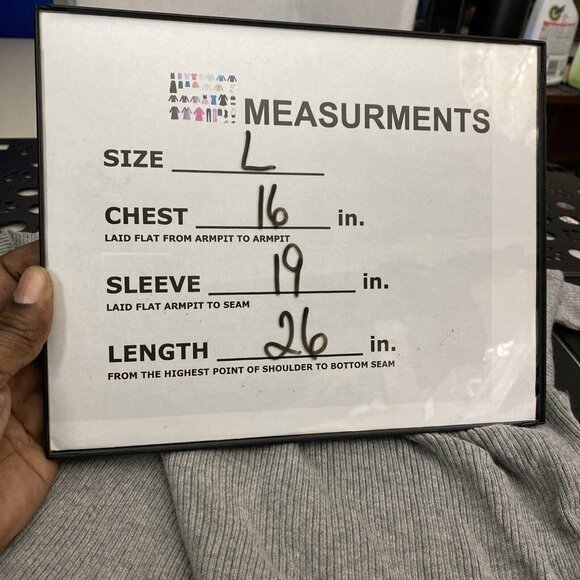 MEASURMENTS
SIZE L
CHEST 16 in.
LAID FLAT FROM ARMPIT TO ARMPIT
SLEEVE 19 in.
LAID FLAT ARMPIT TO SEAM
LENGTH 26 in.
FROM THE HIGHEST POINT OF SHOULDER TO BOTTOM SEAM